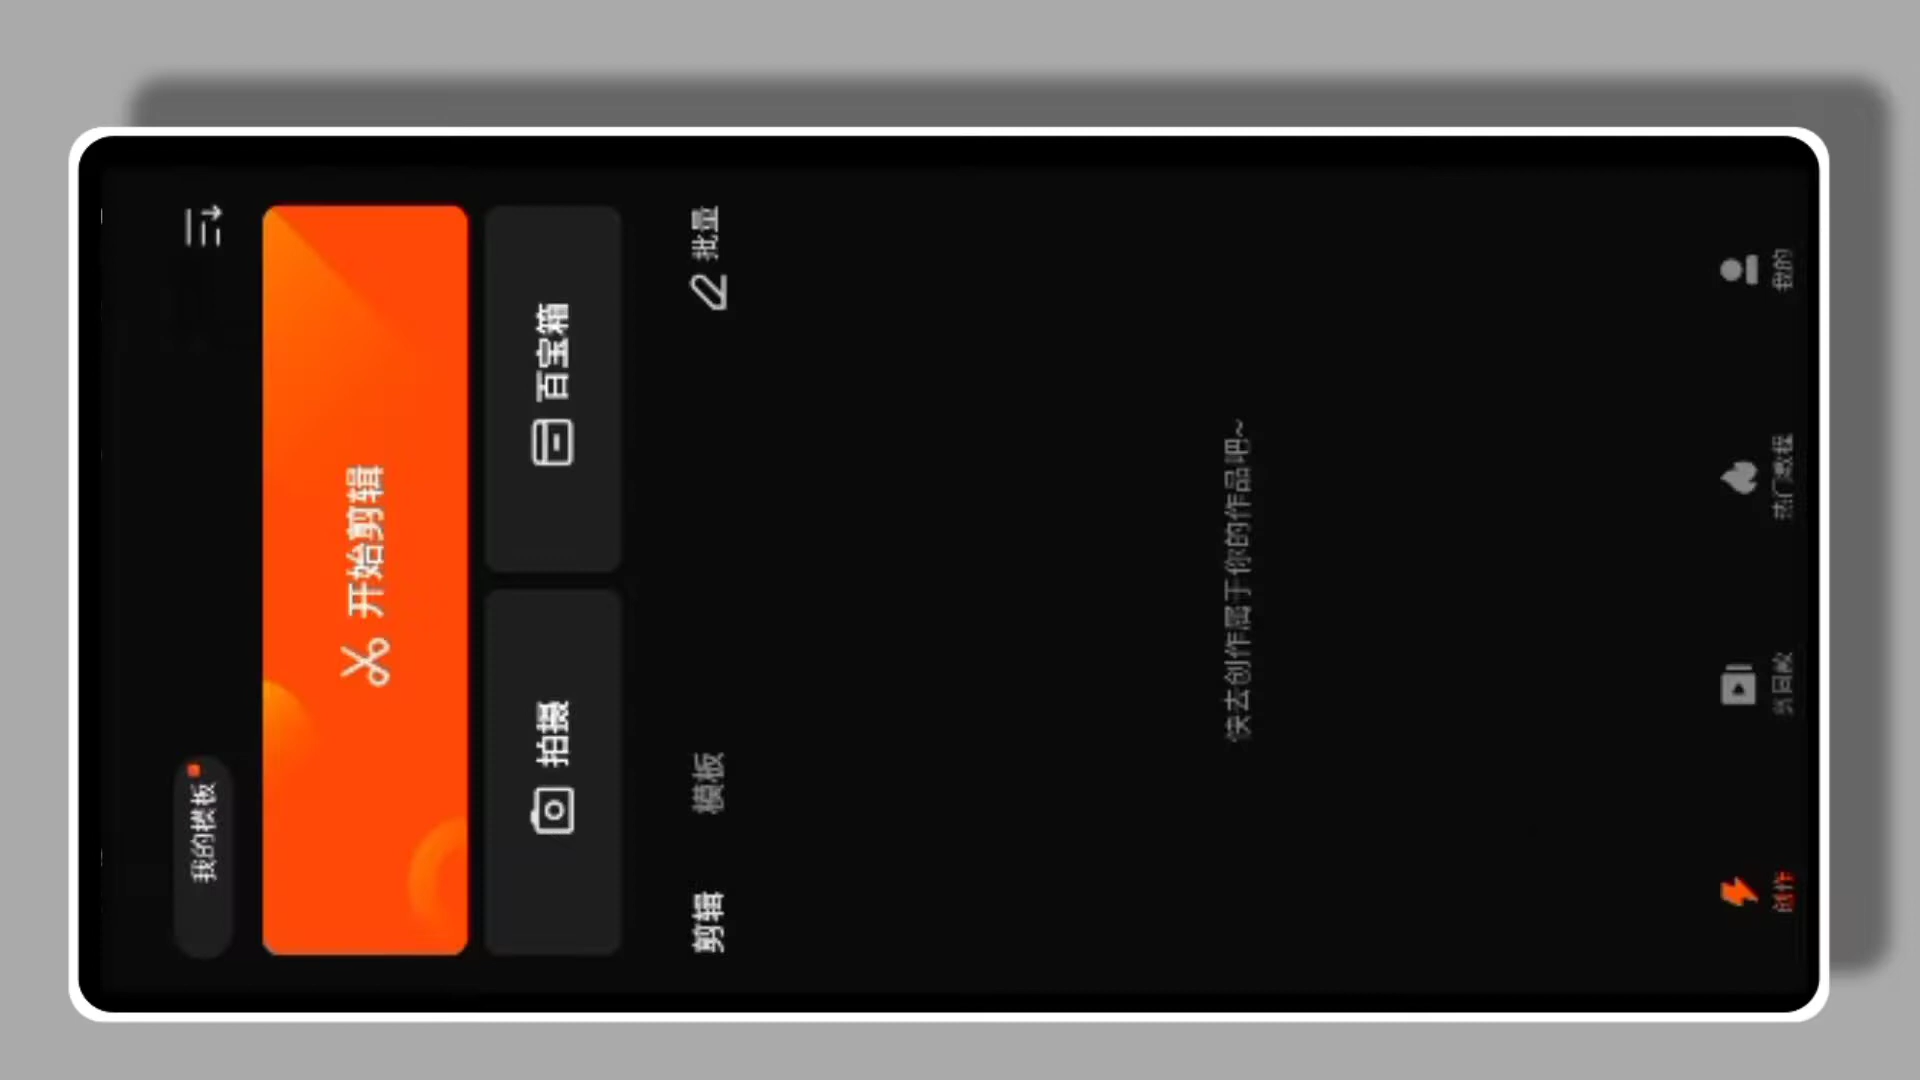 我的模板
开始剪辑
拍摄
百宝箱
剪辑
模板
批量
快去创作属于你的作品吧~
创作
热门教程
我的